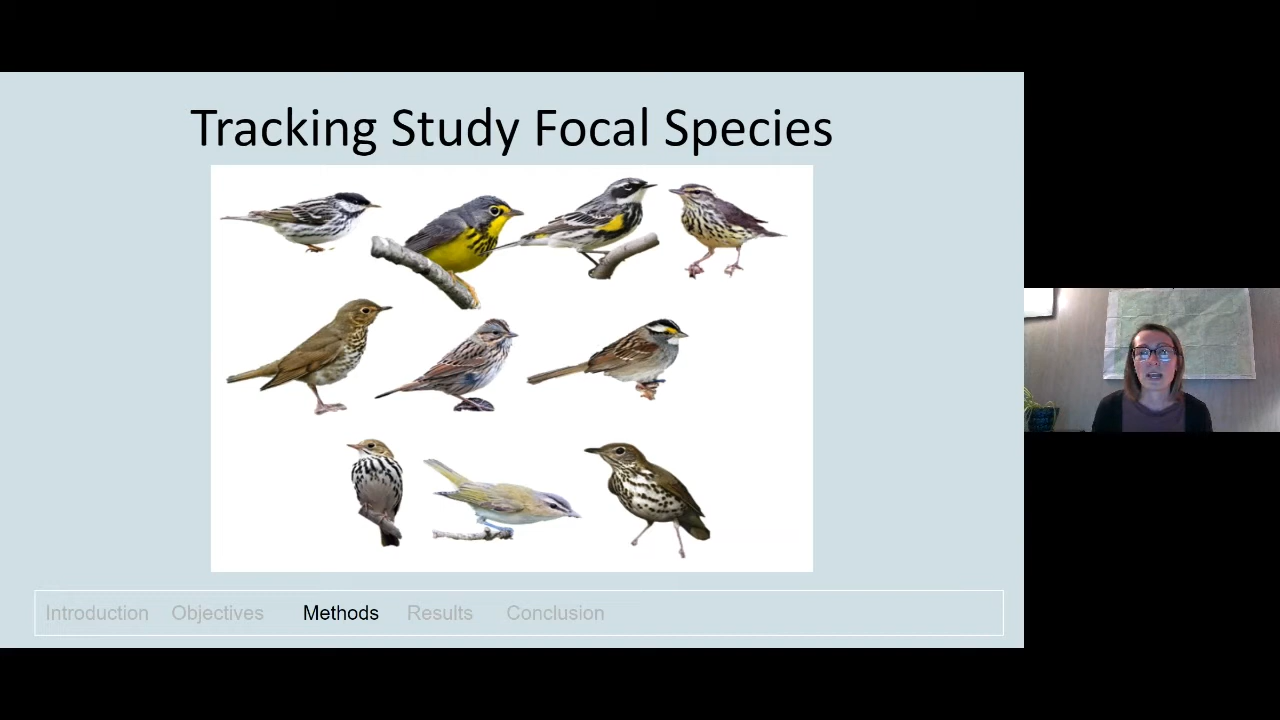 Tracking Study Focal Species
Introduction Objectives Methods Results Conclusion